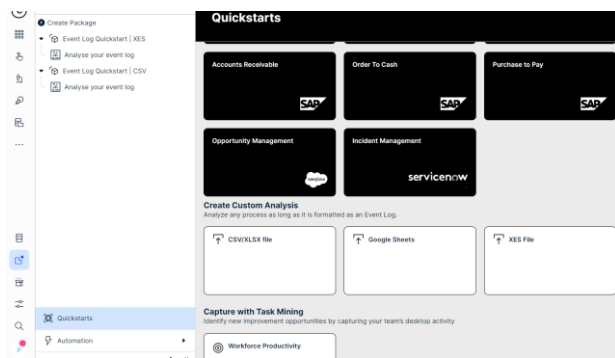 Create Package
Event Log Quickstart | XES
Analyse your event log
Event Log Quickstart | CSV
Analyse your event log
Quickstarts
Automation
Quickstarts
Accounts Receivable
SAP
Order To Cash
SAP
Purchase to Pay
SAP
Opportunity Management
salesforce
Incident Management
servicenow
Create Custom Analysis
Analyze any process as long as it is formatted as an Event Log.
CSV/XLSX file
Google Sheets
XES File
Capture with Task Mining
Identify new improvement opportunities by capturing your team's desktop activity
Workforce Productivity